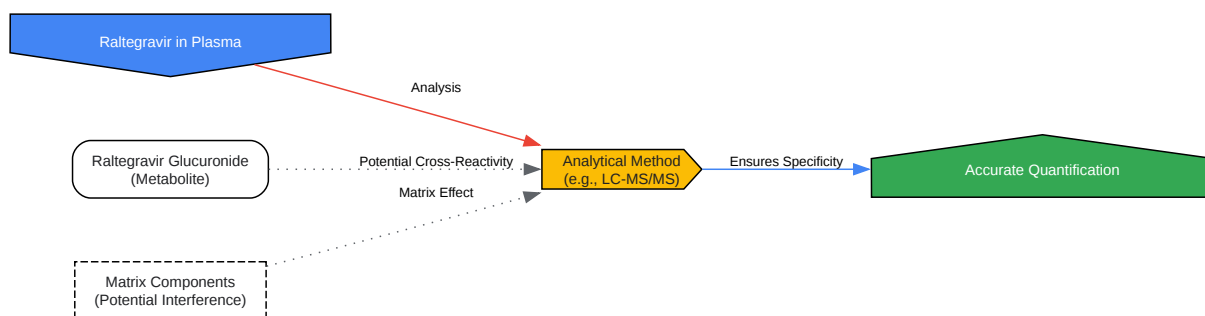 Raltegravir in Plasma
Analysis
Raltegravir Glucuronide
(Metabolite)
Potential Cross-Reactivity
Analytical Method
(e.g., LC-MS/MS)
Ensures Specificity
Accurate Quantification
Matrix Effect
Matrix Components
(Potential Interference)